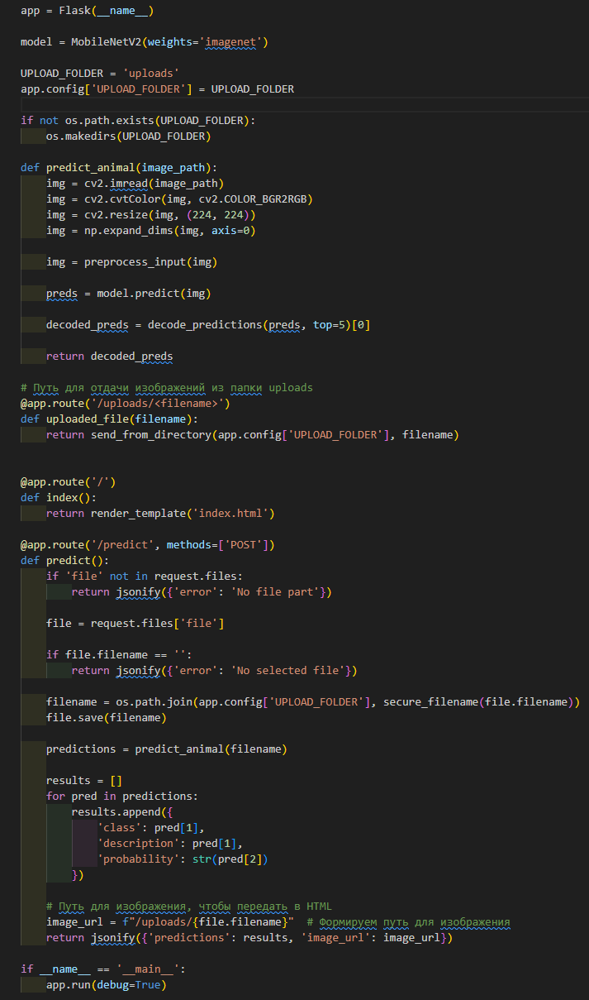 app = Flask(__name__)
model = MobileNetV2(weights='imagenet')
UPLOAD_FOLDER = 'uploads'
app.config['UPLOAD_FOLDER'] = UPLOAD_FOLDER
if not os.path.exists(UPLOAD_FOLDER):
    os.makedirs(UPLOAD_FOLDER)
def predict_animal(image_path):
    img = cv2.imread(image_path)
    img = cv2.cvtColor(img, cv2.COLOR_BGR2RGB)
    img = cv2.resize(img, (224, 224))
    img = np.expand_dims(img, axis=0)
    img = preprocess_input(img)
    preds = model.predict(img)
    decoded_preds = decode_predictions(preds, top=5)[0]
    return decoded_preds
# Путь для отдачи изображений из папки uploads
@app.route('/uploads/<filename>')
def uploaded_file(filename):
    return send_from_directory(app.config['UPLOAD_FOLDER'], filename)
@app.route('/')
def index():
    return render_template('index.html')
@app.route('/predict', methods=['POST'])
def predict():
    if 'file' not in request.files:
        return jsonify({'error': 'No file part'})
    file = request.files['file']
    if file.filename == '':
        return jsonify({'error': 'No selected file'})
    filename = os.path.join(app.config['UPLOAD_FOLDER'], secure_filename(file.filename))
    file.save(filename)
    predictions = predict_animal(filename)
    results = []
    for pred in predictions:
        results.append({
            'class': pred[1],
            'description': pred[1],
            'probability': str(pred[2])
        })
    # Путь для изображения, чтобы передать в HTML
    image_url = f"/uploads/{file.filename}"  # Формируем путь для изображения
    return jsonify({'predictions': results, 'image_url': image_url})
if __name__ == '__main__':
    app.run(debug=True)